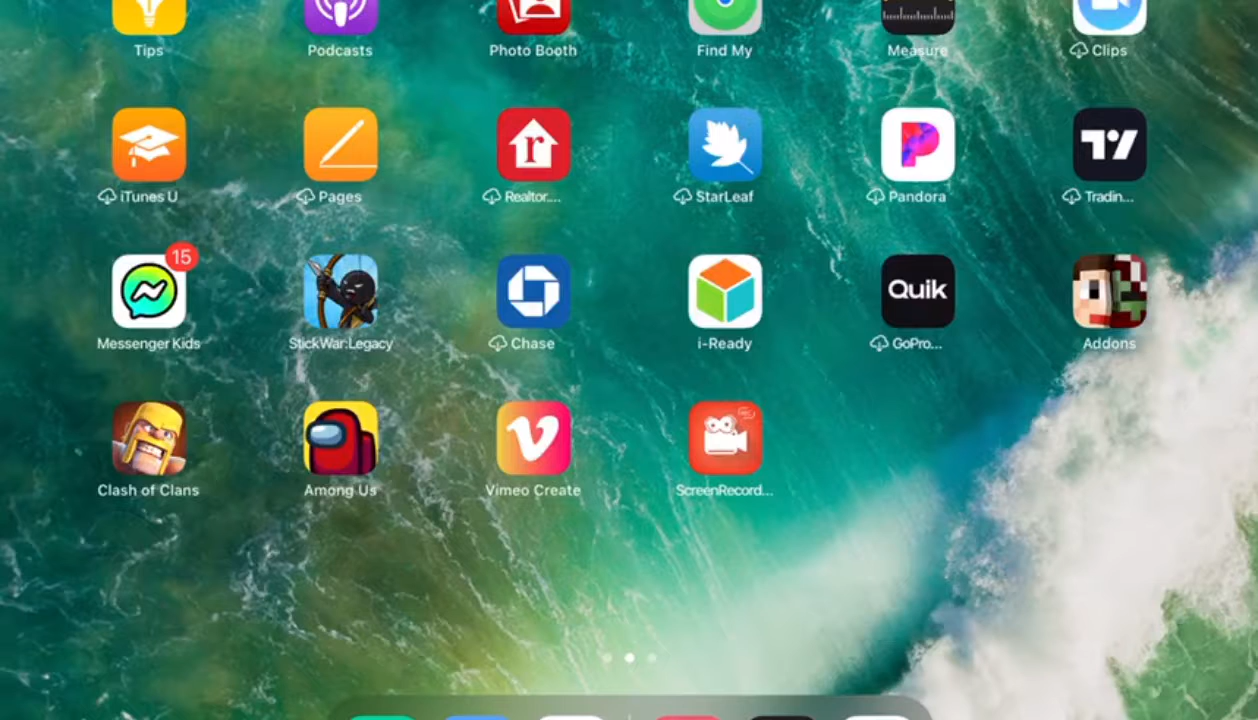 Tips Podcasts Photo Booth Find My Measure Clips
iTunes U Pages Realtor.... StarLeaf Pandora Tradin...
15
Quik
Messenger Kids StickWar:Legacy Chase i-Ready GoPro... Addons
Clash of Clans Among Us Vimeo Create ScreenRecord...